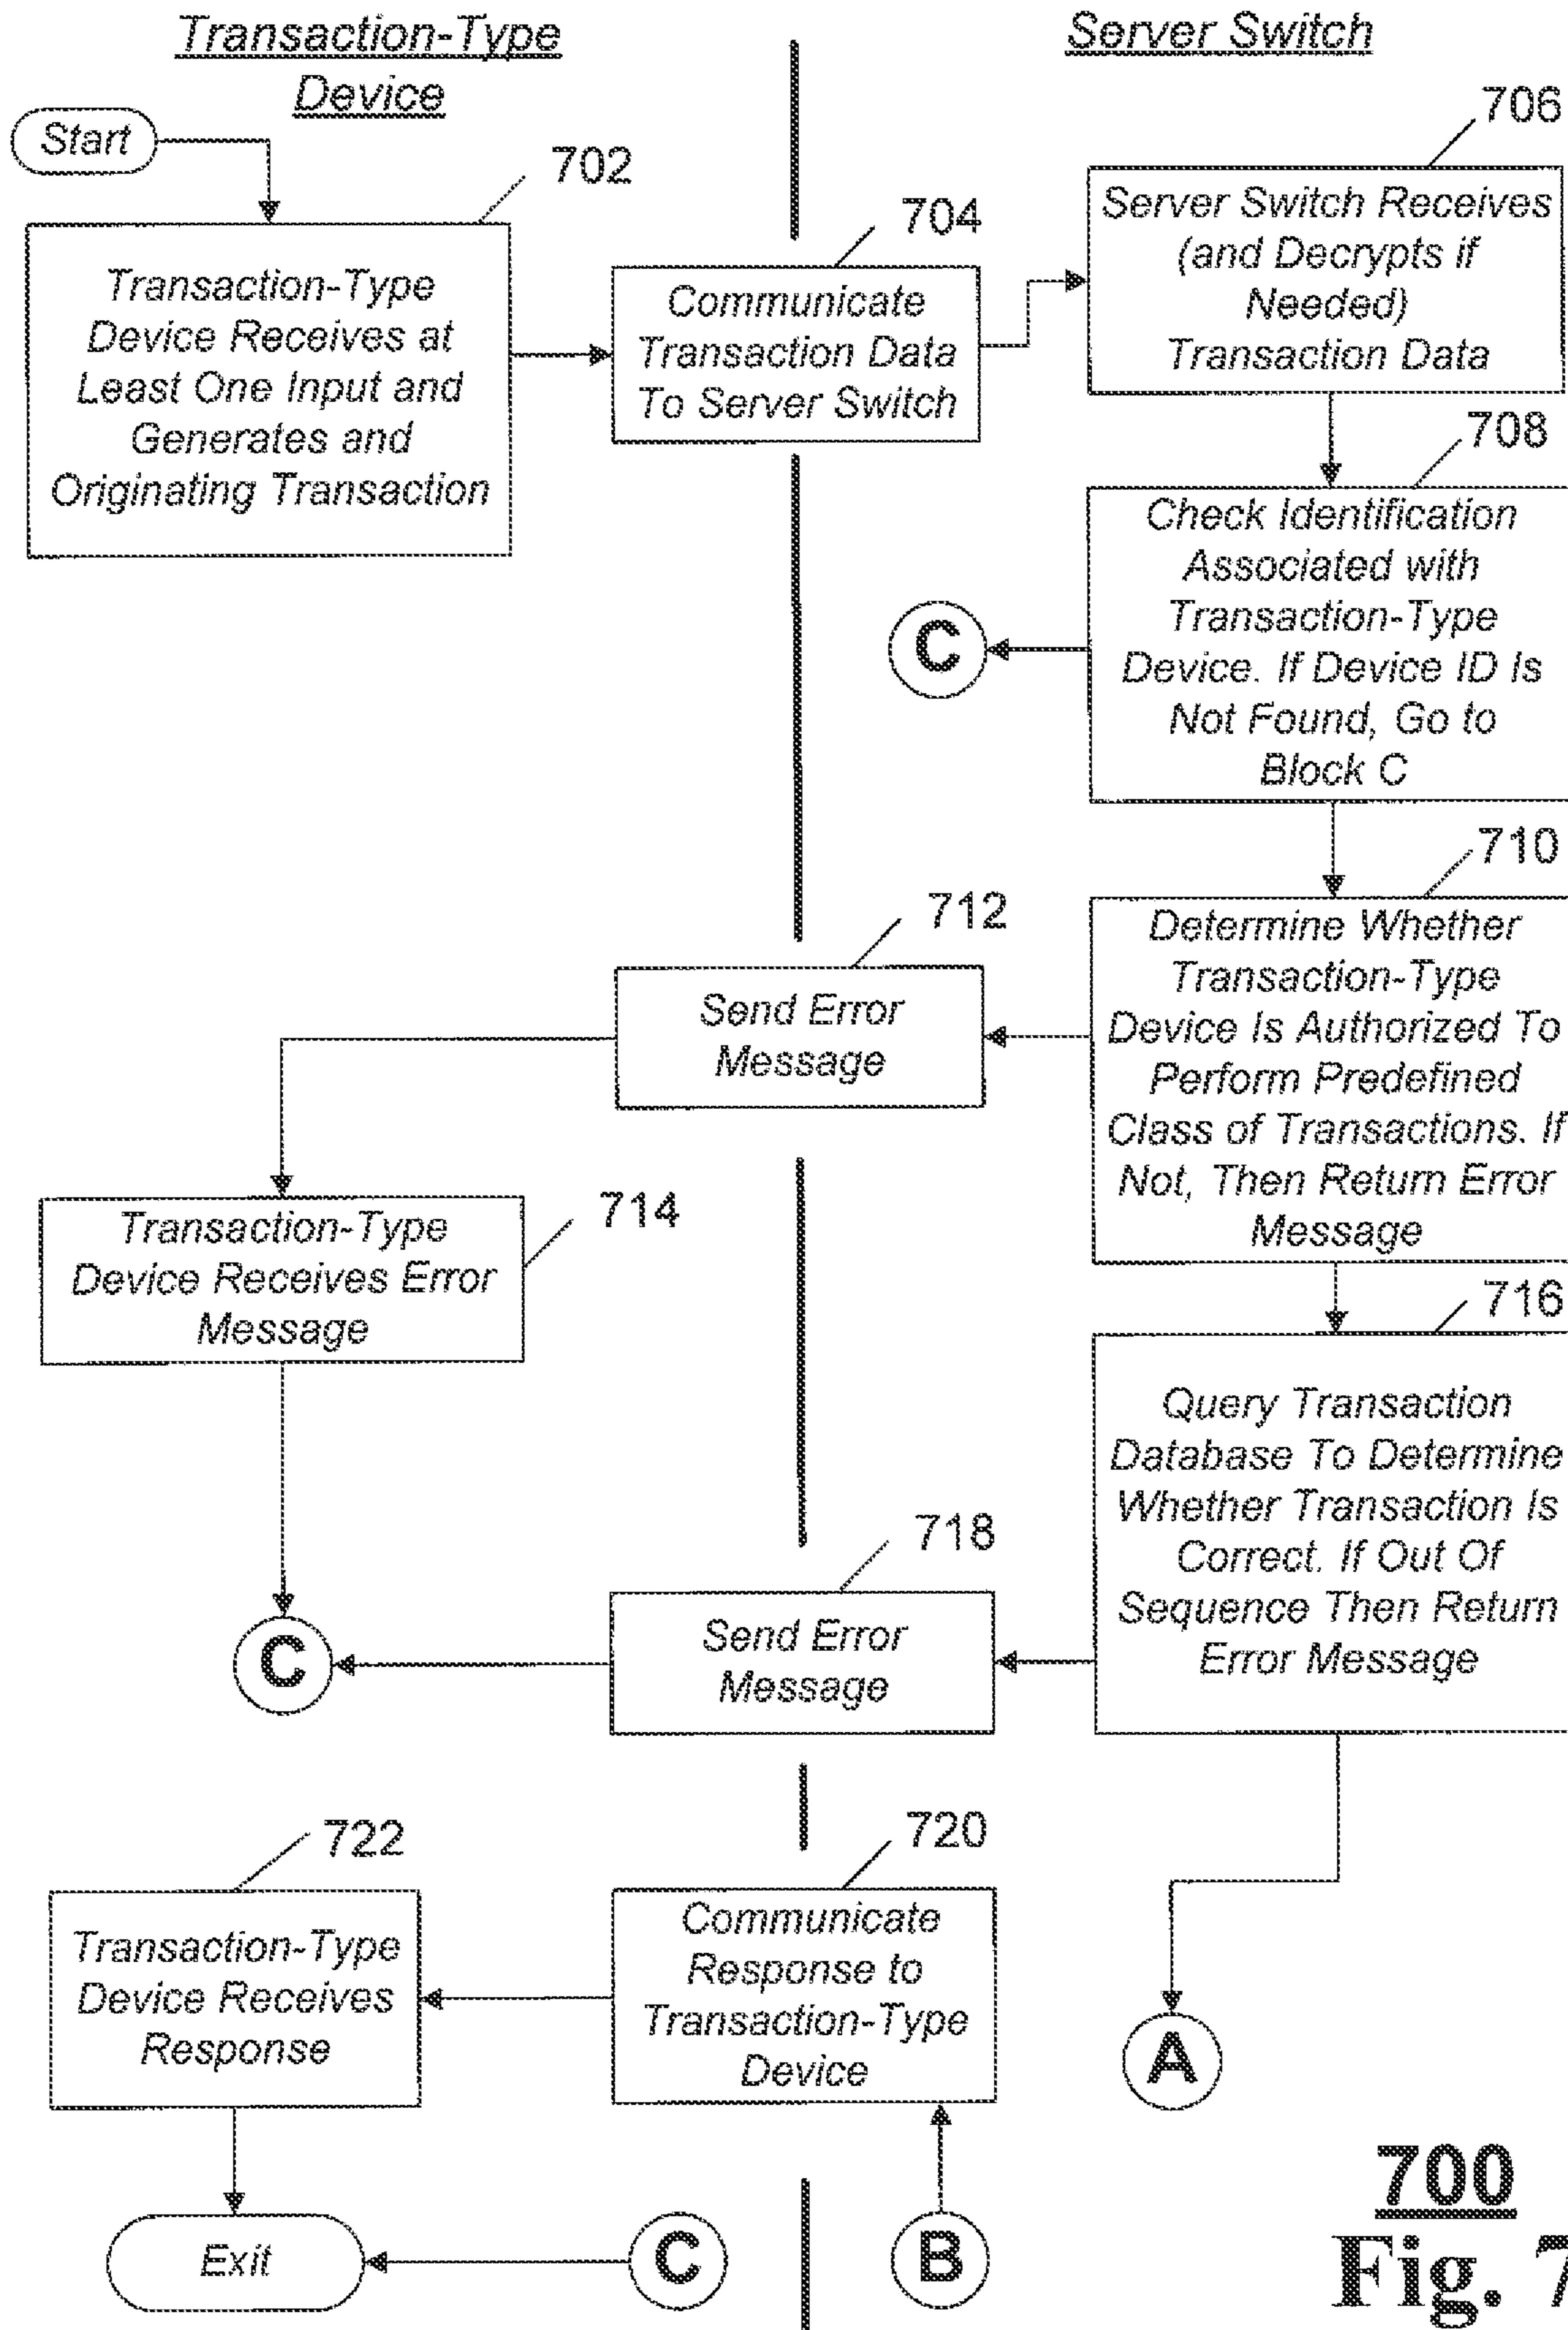 Transaction-Type
Device
Server Switch
Start
702
Transaction-Type
Device Receives at
Least One Input and
Generates and
Originating Transaction
704
Communicate
Transaction Data
To Server Switch
706
Server Switch Receives
(and Decrypts if
Needed)
Transaction Data
708
Check Identification
Associated with
Transaction-Type
Device. If Device ID Is
Not Found, Go to
Block C
C
710
Determine Whether
Transaction-Type
Device Is Authorized To
Perform Predefined
Class of Transactions. If
Not, Then Return Error
Message
712
Send Error
Message
714
Transaction-Type
Device Receives Error
Message
716
Query Transaction
Database To Determine
Whether Transaction Is
Correct. If Out Of
Sequence Then Return
Error Message
718
Send Error
Message
C
720
Communicate
Response to
Transaction-Type
Device
722
Transaction-Type
Device Receives
Response
A
Exit
C
B
700
Fig. 7